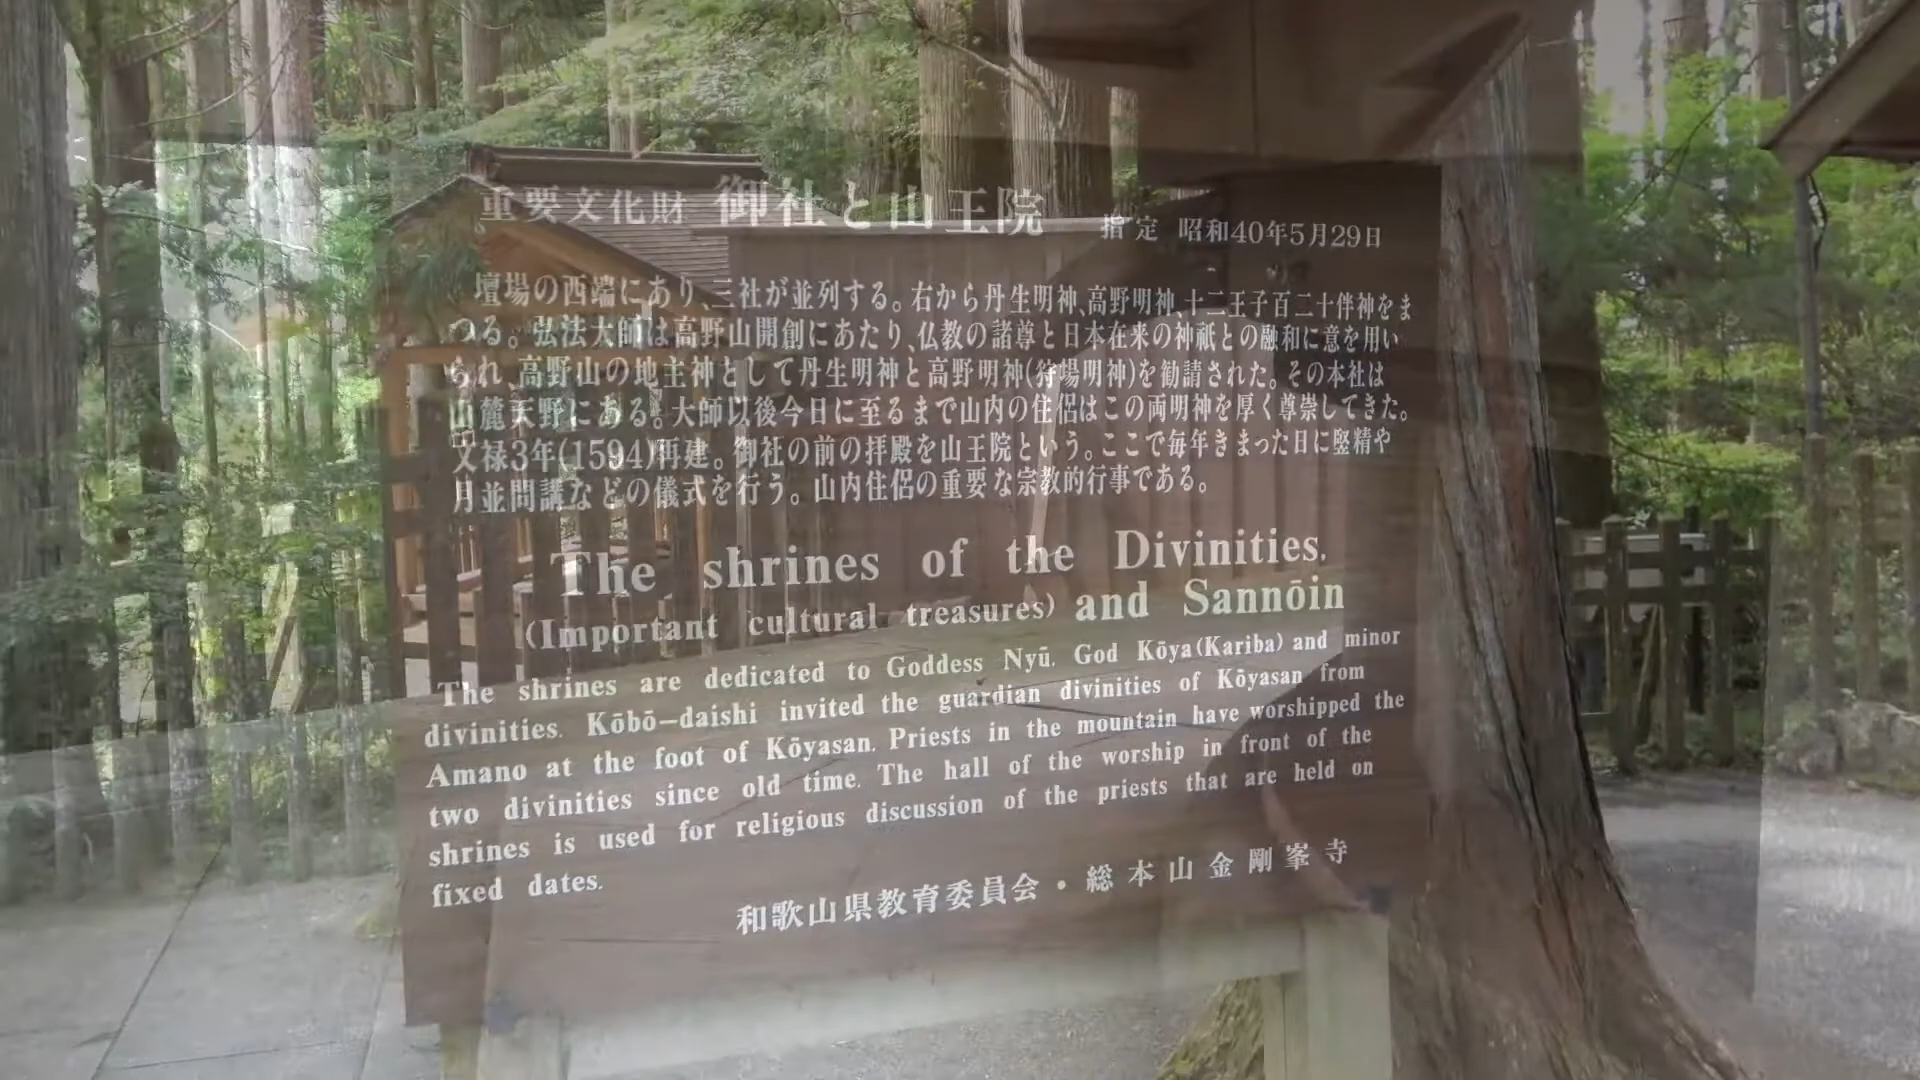 重要文化財 御社と山王院 指定 昭和40年5月29日
壇場の西端にあり、三社が並列する。右から丹生明神、高野明神、十二王子百二十伴神をま
つる。弘法大師は高野山開創にあたり、仏教の諸尊と日本在来の神祇との融和に意を用い
られ、高野山の地主神として丹生明神と高野明神(狩場明神)を勧請された。その本社は
山麓天野にある。大師以後今日に至るまで山内の住侶はこの両明神を厚く尊崇してきた。
文禄3年(1594)再建。御社の前の拝殿を山王院という。ここで毎年きまった日に竪精や
月並問講などの儀式を行う。山内住侶の重要な宗教的行事である。
The shrines of the Divinities.
(Important cultural treasures) and Sannōin
The shrines are dedicated to Goddess Nyū. God Kōya(Kariba) and minor
divinities. Kōbō-daishi invited the guardian divinities of Kōyasan from
Amano at the foot of Kōyasan. Priests in the mountain have worshipped the
two divinities since old time. The hall of the worship in front of the
shrines is used for religious discussion of the priests that are held on
fixed dates.
和歌山県教育委員会・総本山金剛峯寺